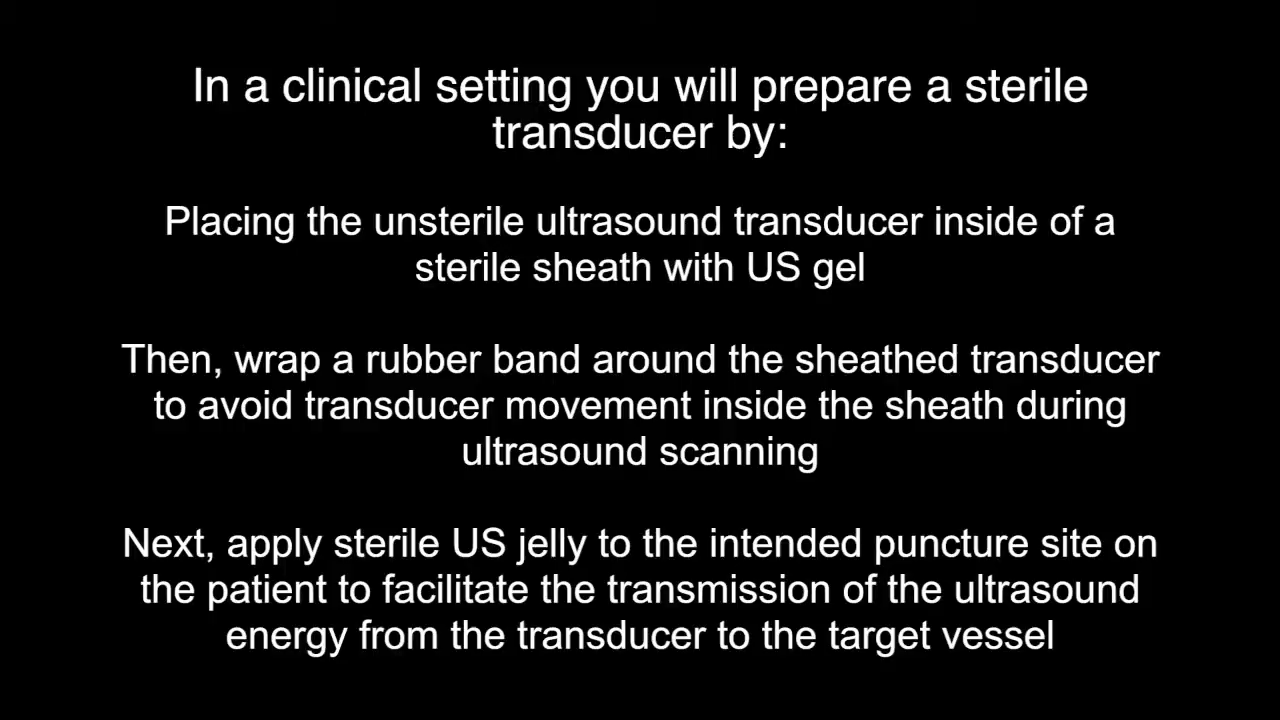 In a clinical setting you will prepare a sterile
transducer by:
Placing the unsterile ultrasound transducer inside of a
sterile sheath with US gel
Then, wrap a rubber band around the sheathed transducer
to avoid transducer movement inside the sheath during
ultrasound scanning
Next, apply sterile US jelly to the intended puncture site on
the patient to facilitate the transmission of the ultrasound
energy from the transducer to the target vessel